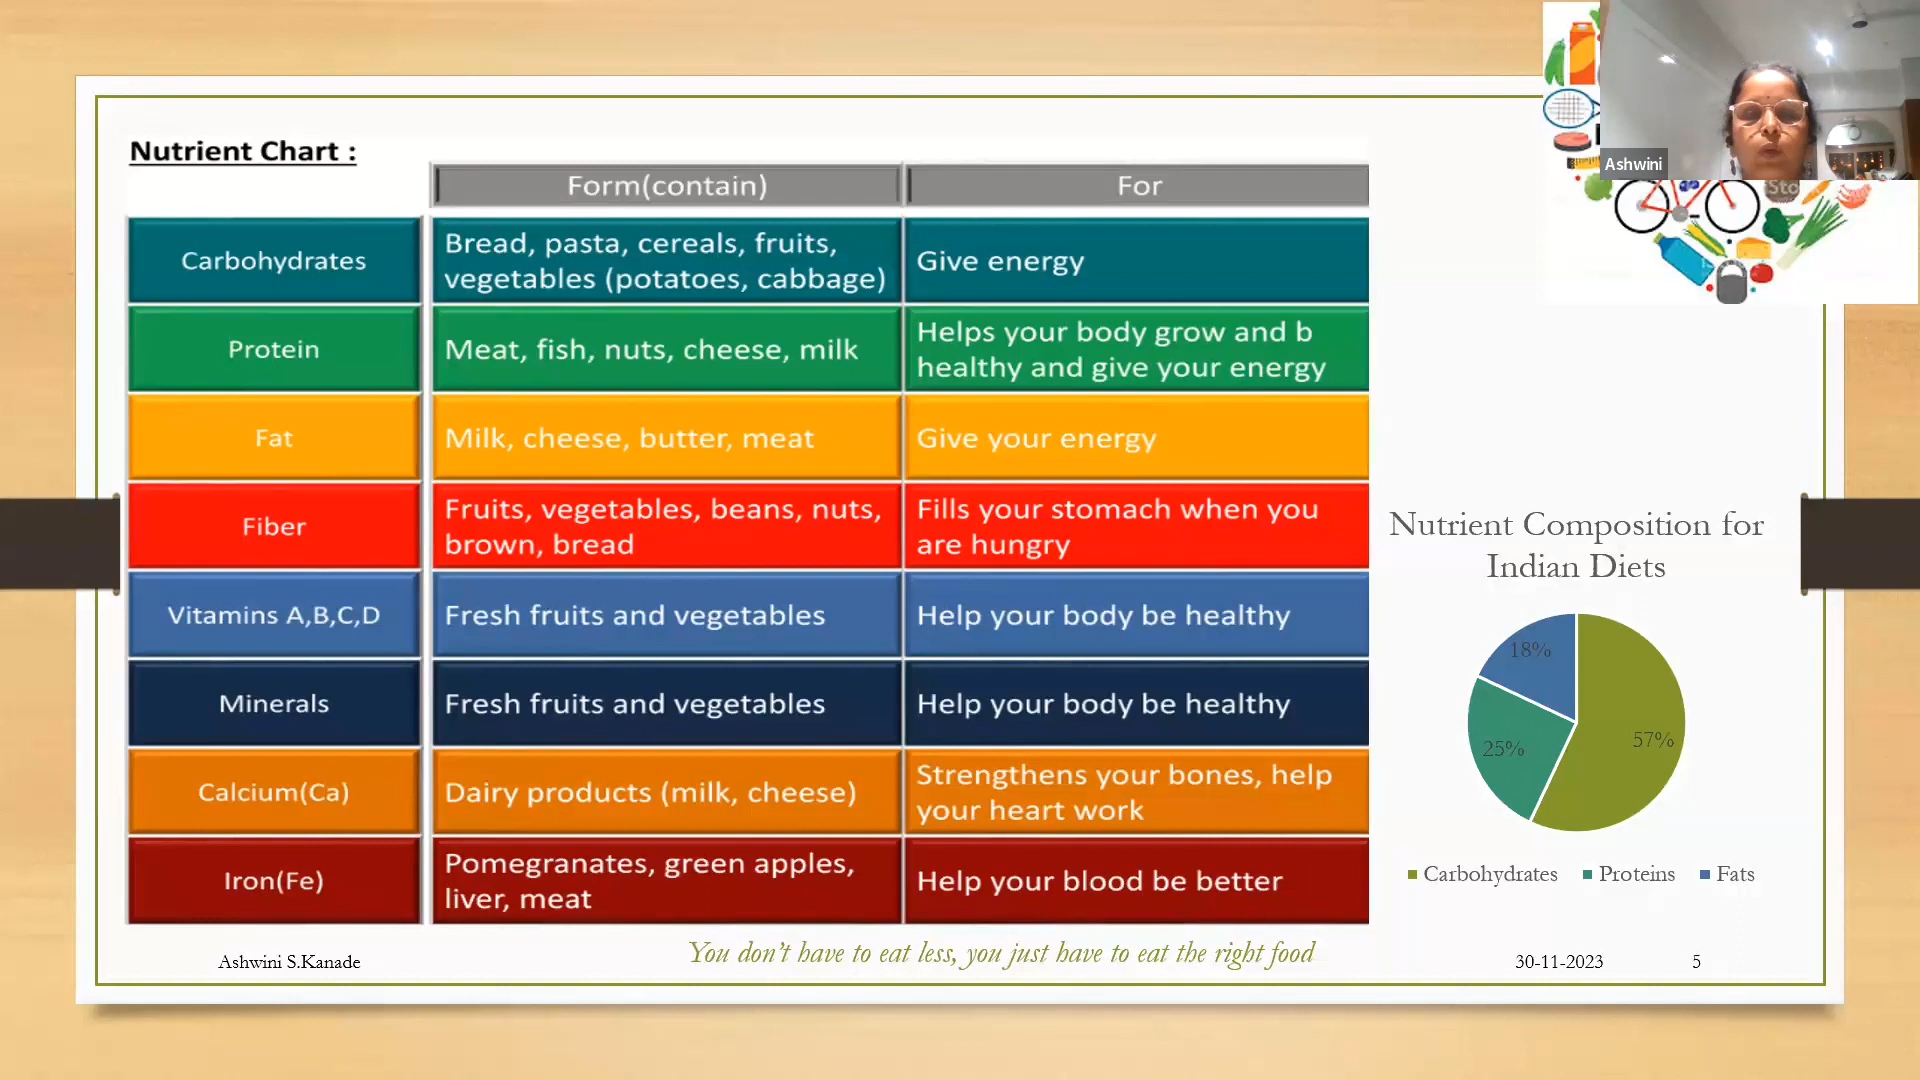 Nutrient Chart :
Form(contain)
For
Carbohydrates
Bread, pasta, cereals, fruits,
vegetables (potatoes, cabbage)
Give energy
Protein
Meat, fish, nuts, cheese, milk
Helps your body grow and b
healthy and give your energy
Fat
Milk, cheese, butter, meat
Give your energy
Fiber
Fruits, vegetables, beans, nuts,
brown, bread
Fills your stomach when you
are hungry
Vitamins A,B,C,D
Fresh fruits and vegetables
Help your body be healthy
Minerals
Fresh fruits and vegetables
Help your body be healthy
Calcium(Ca)
Dairy products (milk, cheese)
Strengthens your bones, help
your heart work
Iron(Fe)
Pomegranates, green apples,
liver, meat
Help your blood be better
Ashwini
Nutrient Composition for
Indian Diets
18%
57%
25%
Carbohydrates
Proteins
Fats
Ashwini S.Kanade
You don't have to eat less, you just have to eat the right food
30-11-2023
5